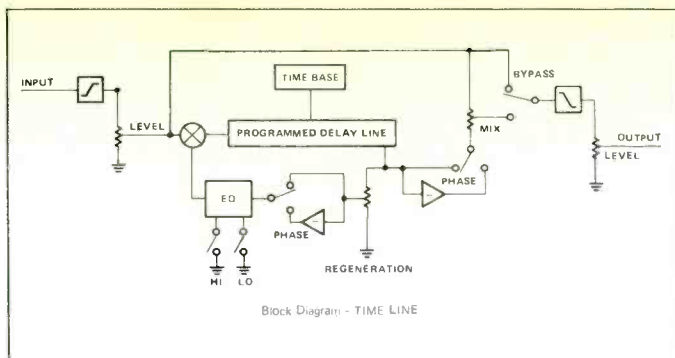 INPUT
LEVEL
TIME BASE
PROGRAMMED DELAY LINE
BYPASS
MIX
OUTPUT
LEVEL
PHASE
EQ
PHASE
HI LO
REGENERATION
Block Diagram - TIME LINE